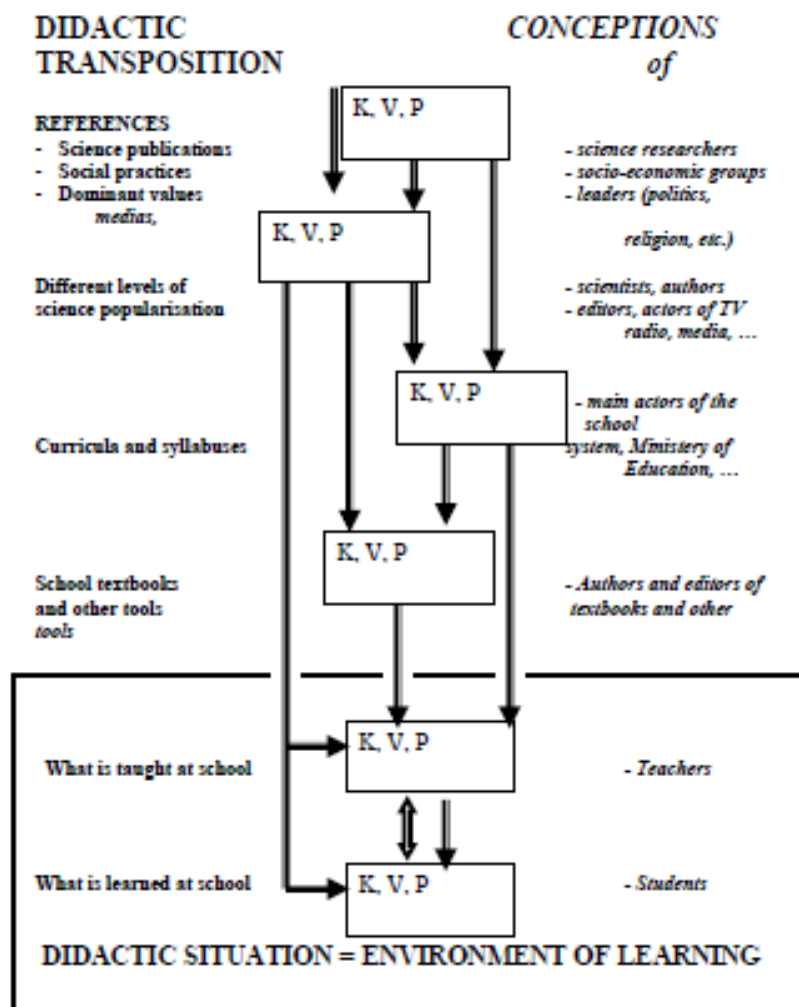 DIDACTIC CONCEPTIONS
TRANSPOSITION of
K, V, P
REFERENCES
- Science publications - science researchers
- Social practices - socio-economic groups
- Dominant values - leaders (politics,
medias,
K, V, P
religion, etc.)
Different levels of - scientists, authors
science popularisation - editors, actors of TV
radio, media, …
K, V, P
- main actors of the
school
Curricula and syllabuses system, Ministery of
Education, …
K, V, P
School textbooks - Authors and editors of
and other tools textbooks and other
tools
K, V, P
What is taught at school - Teachers
K, V, P
What is learned at school - Students
DIDACTIC SITUATION = ENVIRONMENT OF LEARNING